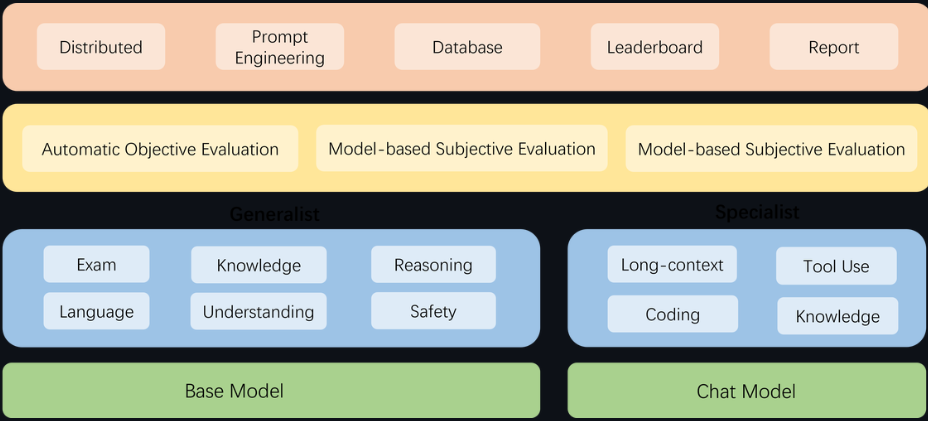 Distributed
Prompt
Engineering
Database
Leaderboard
Report
Automatic Objective Evaluation
Model-based Subjective Evaluation
Model-based Subjective Evaluation
Generalist
Specialist
Exam
Knowledge
Reasoning
Language
Understanding
Safety
Long-context
Tool Use
Coding
Knowledge
Base Model
Chat Model